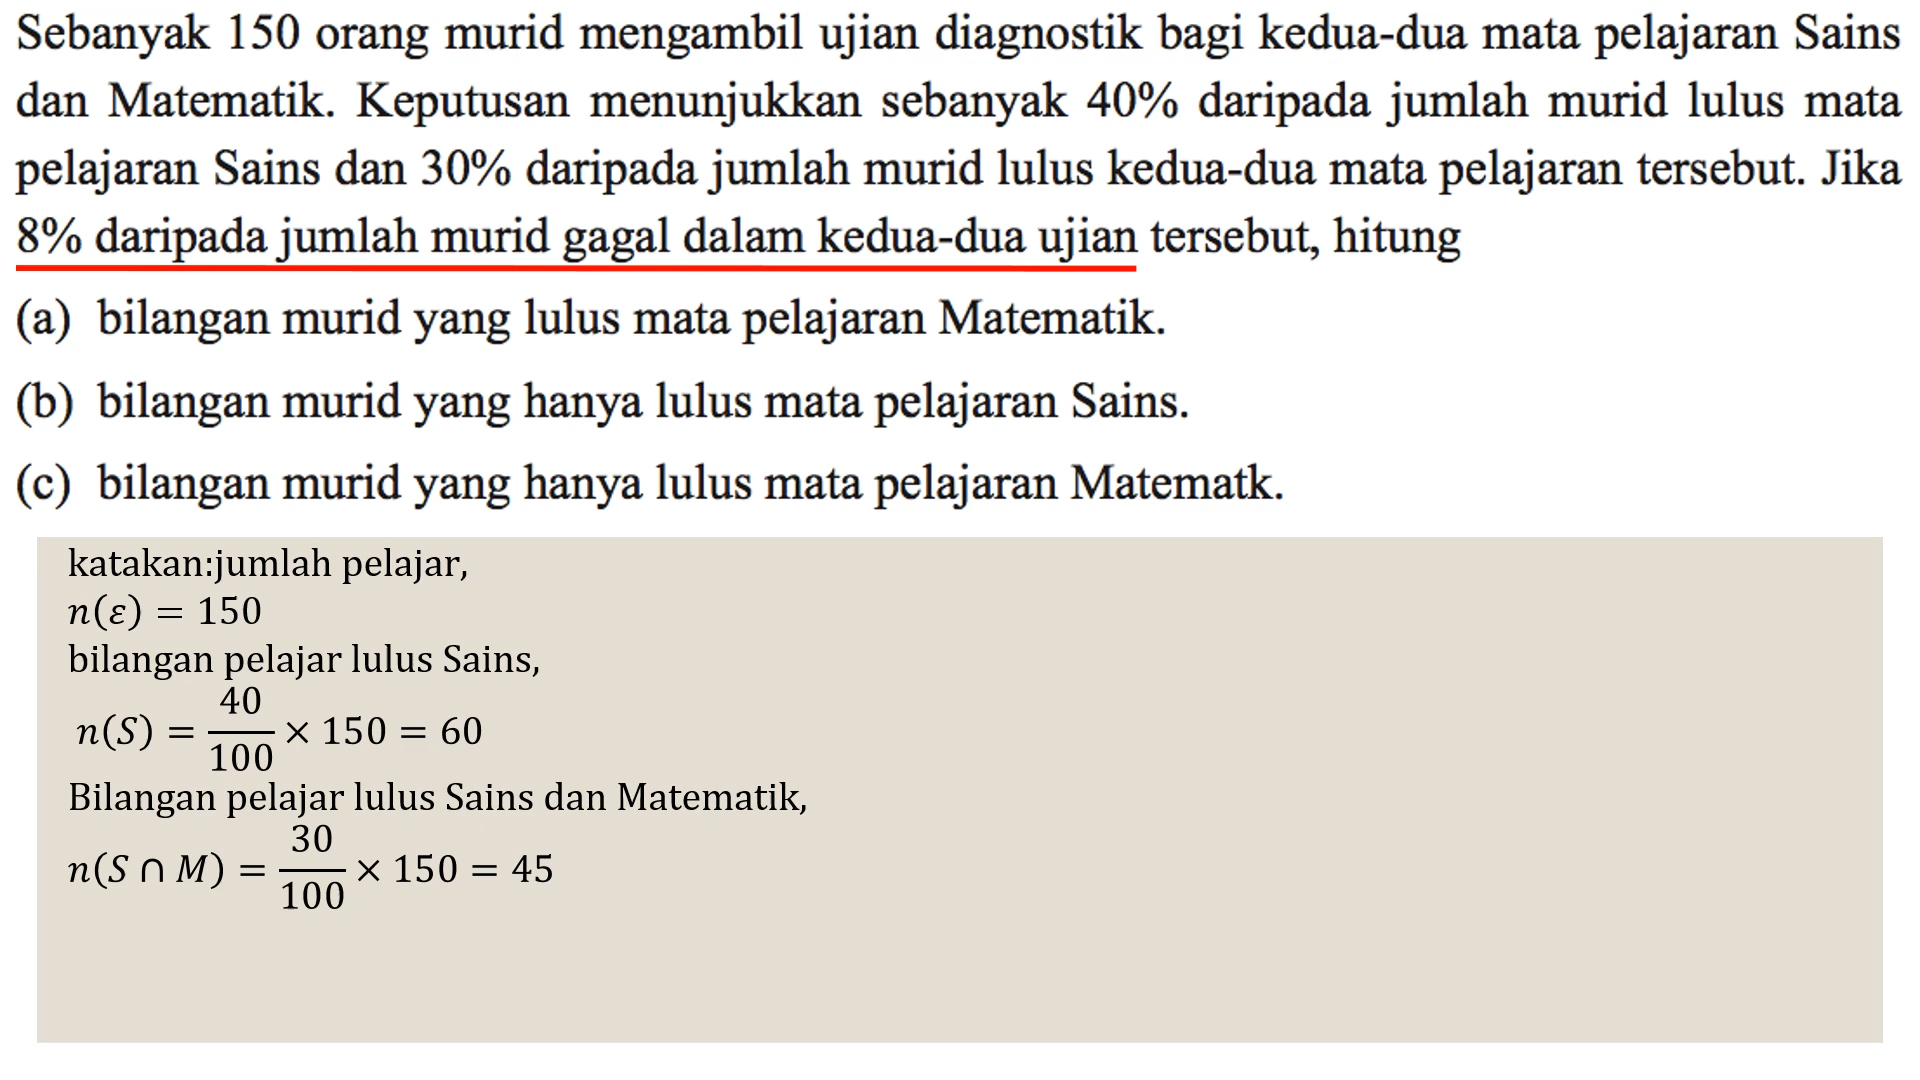 Sebanyak 150 orang murid mengambil ujian diagnostik bagi kedua-dua mata pelajaran Sains
dan Matematik. Keputusan menunjukkan sebanyak 40% daripada jumlah murid lulus mata
pelajaran Sains dan 30% daripada jumlah murid lulus kedua-dua mata pelajaran tersebut. Jika
8% daripada jumlah murid gagal dalam kedua-dua ujian tersebut, hitung
(a) bilangan murid yang lulus mata pelajaran Matematik.
(b) bilangan murid yang hanya lulus mata pelajaran Sains.
(c) bilangan murid yang hanya lulus mata pelajaran Matematk.
katakan:jumlah pelajar,
n(ε) = 150
bilangan pelajar lulus Sains,
n(S) = 40/100 × 150 = 60
Bilangan pelajar lulus Sains dan Matematik,
n(S ∩ M) = 30/100 × 150 = 45